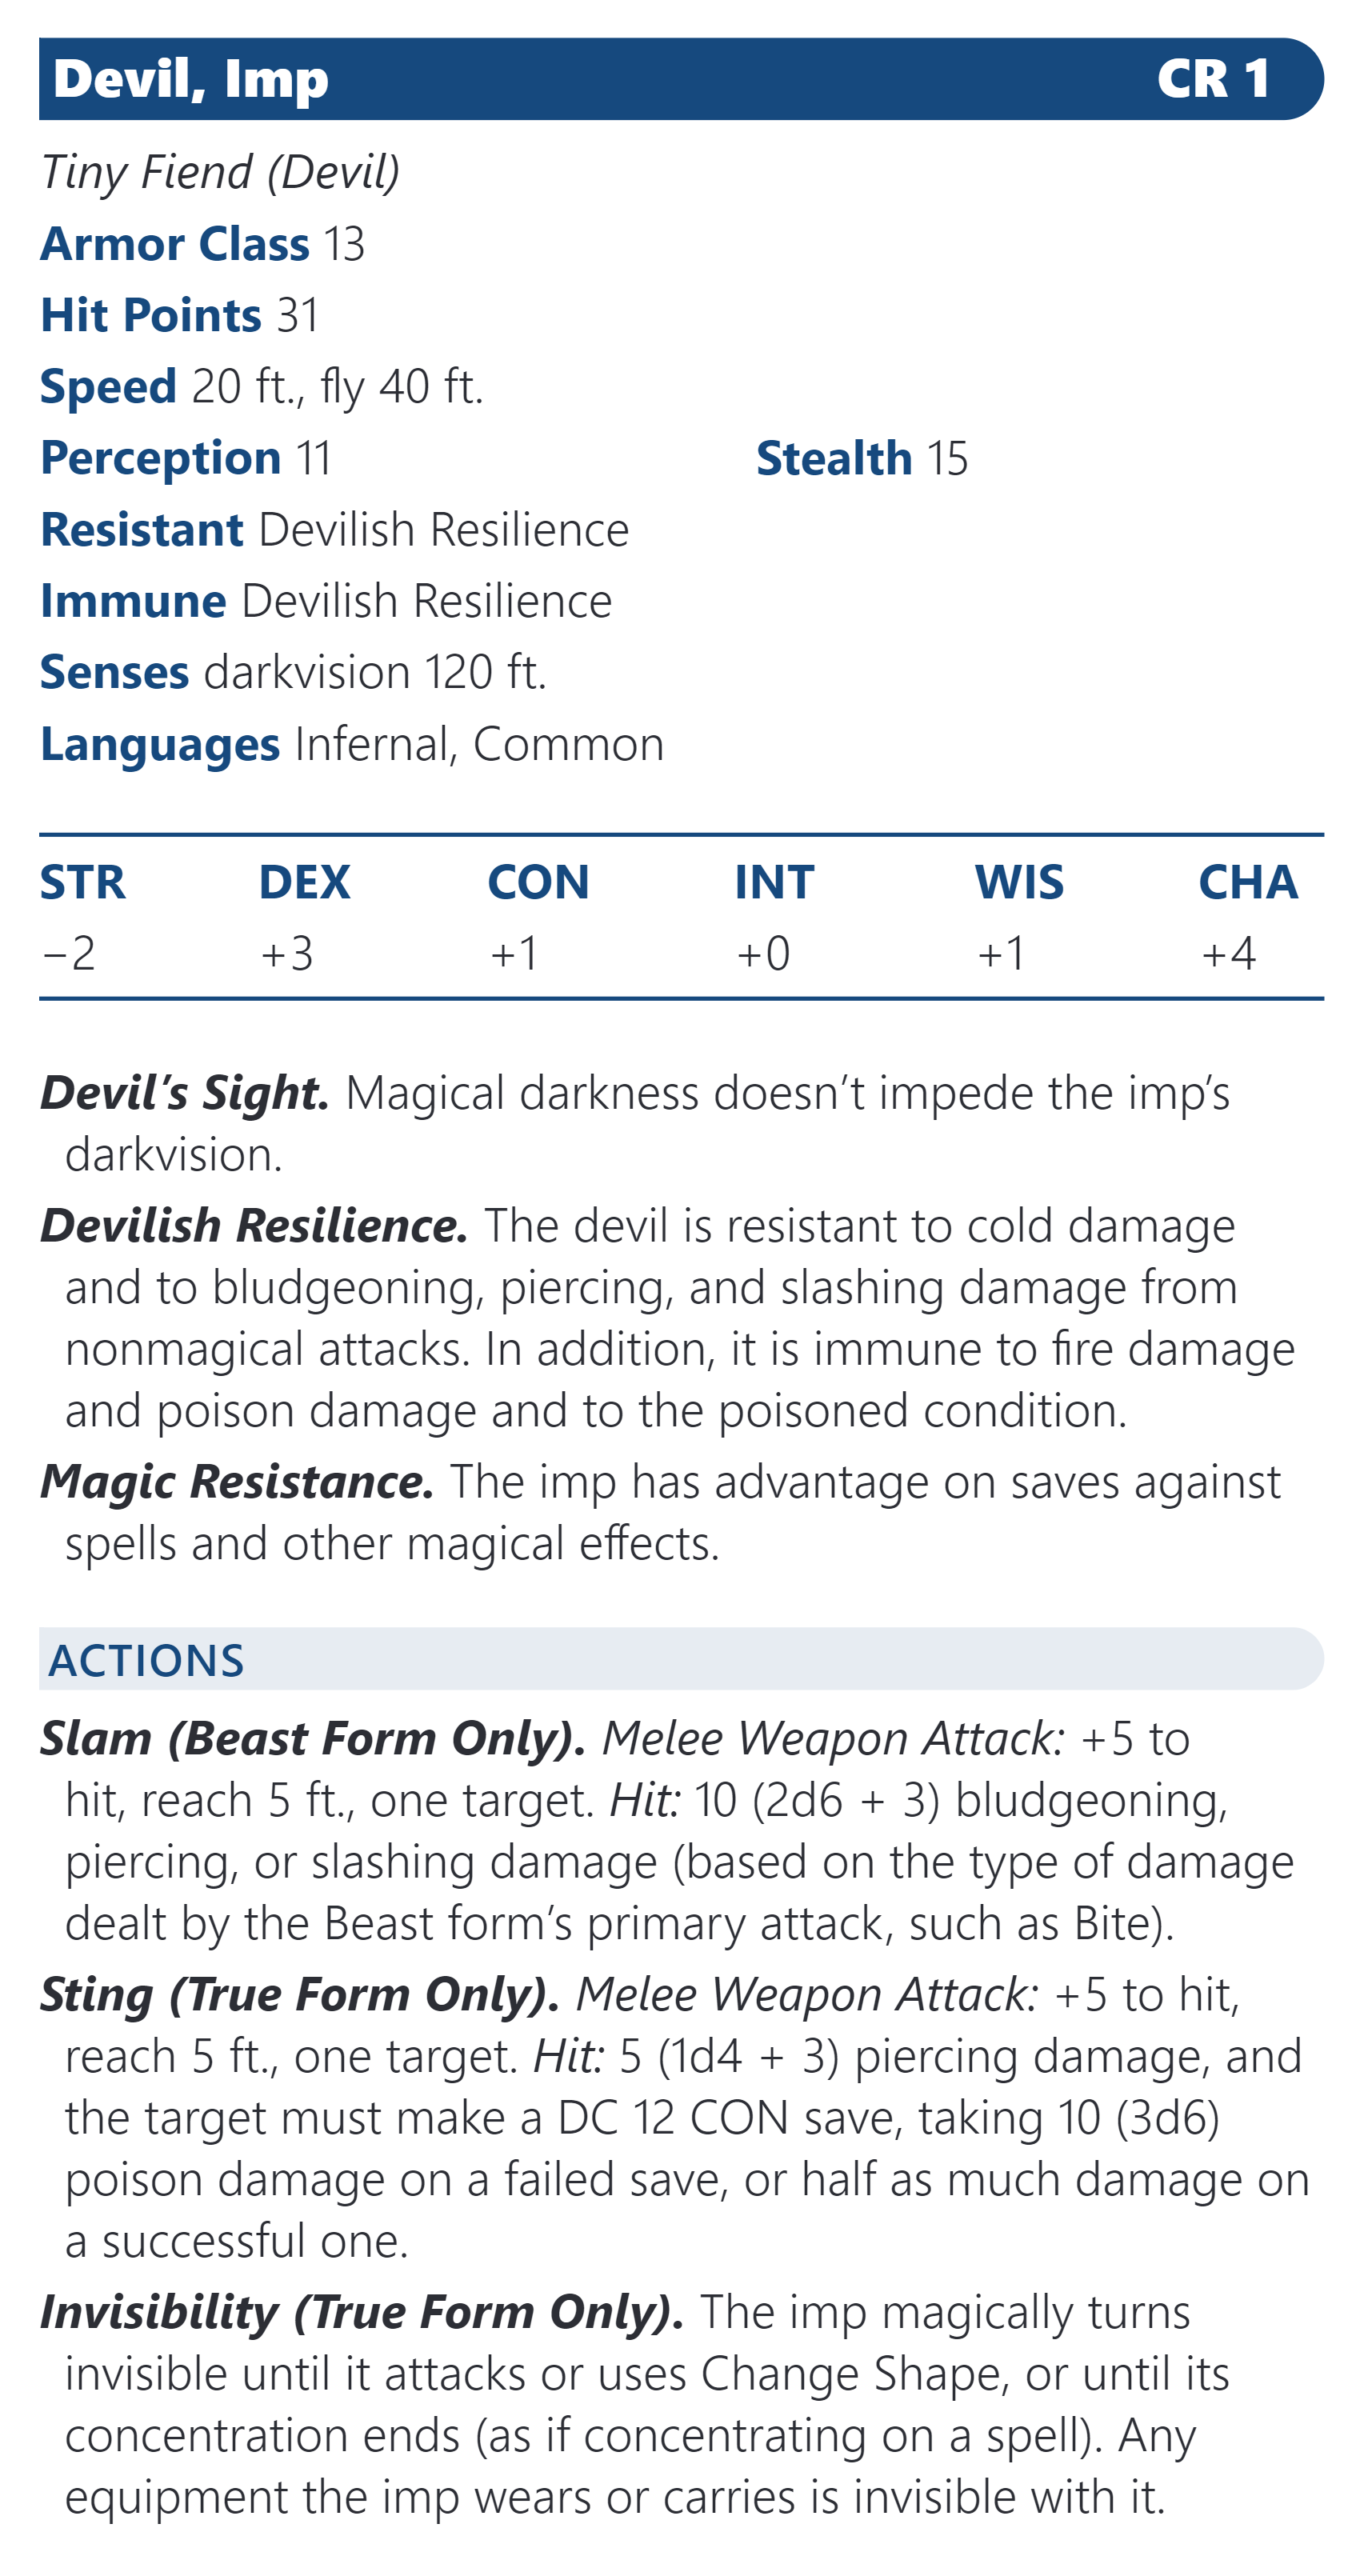 Devil, Imp CR 1
Tiny Fiend (Devil)
Armor Class 13
Hit Points 31
Speed 20 ft., fly 40 ft.
Perception 11 Stealth 15
Resistant Devilish Resilience
Immune Devilish Resilience
Senses darkvision 120 ft.
Languages Infernal, Common
STR DEX CON INT WIS CHA
−2 +3 +1 +0 +1 +4
Devil’s Sight. Magical darkness doesn’t impede the imp’s
darkvision.
Devilish Resilience. The devil is resistant to cold damage
and to bludgeoning, piercing, and slashing damage from
nonmagical attacks. In addition, it is immune to fire damage
and poison damage and to the poisoned condition.
Magic Resistance. The imp has advantage on saves against
spells and other magical effects.
ACTIONS
Slam (Beast Form Only). Melee Weapon Attack: +5 to
hit, reach 5 ft., one target. Hit: 10 (2d6 + 3) bludgeoning,
piercing, or slashing damage (based on the type of damage
dealt by the Beast form’s primary attack, such as Bite).
Sting (True Form Only). Melee Weapon Attack: +5 to hit,
reach 5 ft., one target. Hit: 5 (1d4 + 3) piercing damage, and
the target must make a DC 12 CON save, taking 10 (3d6)
poison damage on a failed save, or half as much damage on
a successful one.
Invisibility (True Form Only). The imp magically turns
invisible until it attacks or uses Change Shape, or until its
concentration ends (as if concentrating on a spell). Any
equipment the imp wears or carries is invisible with it.